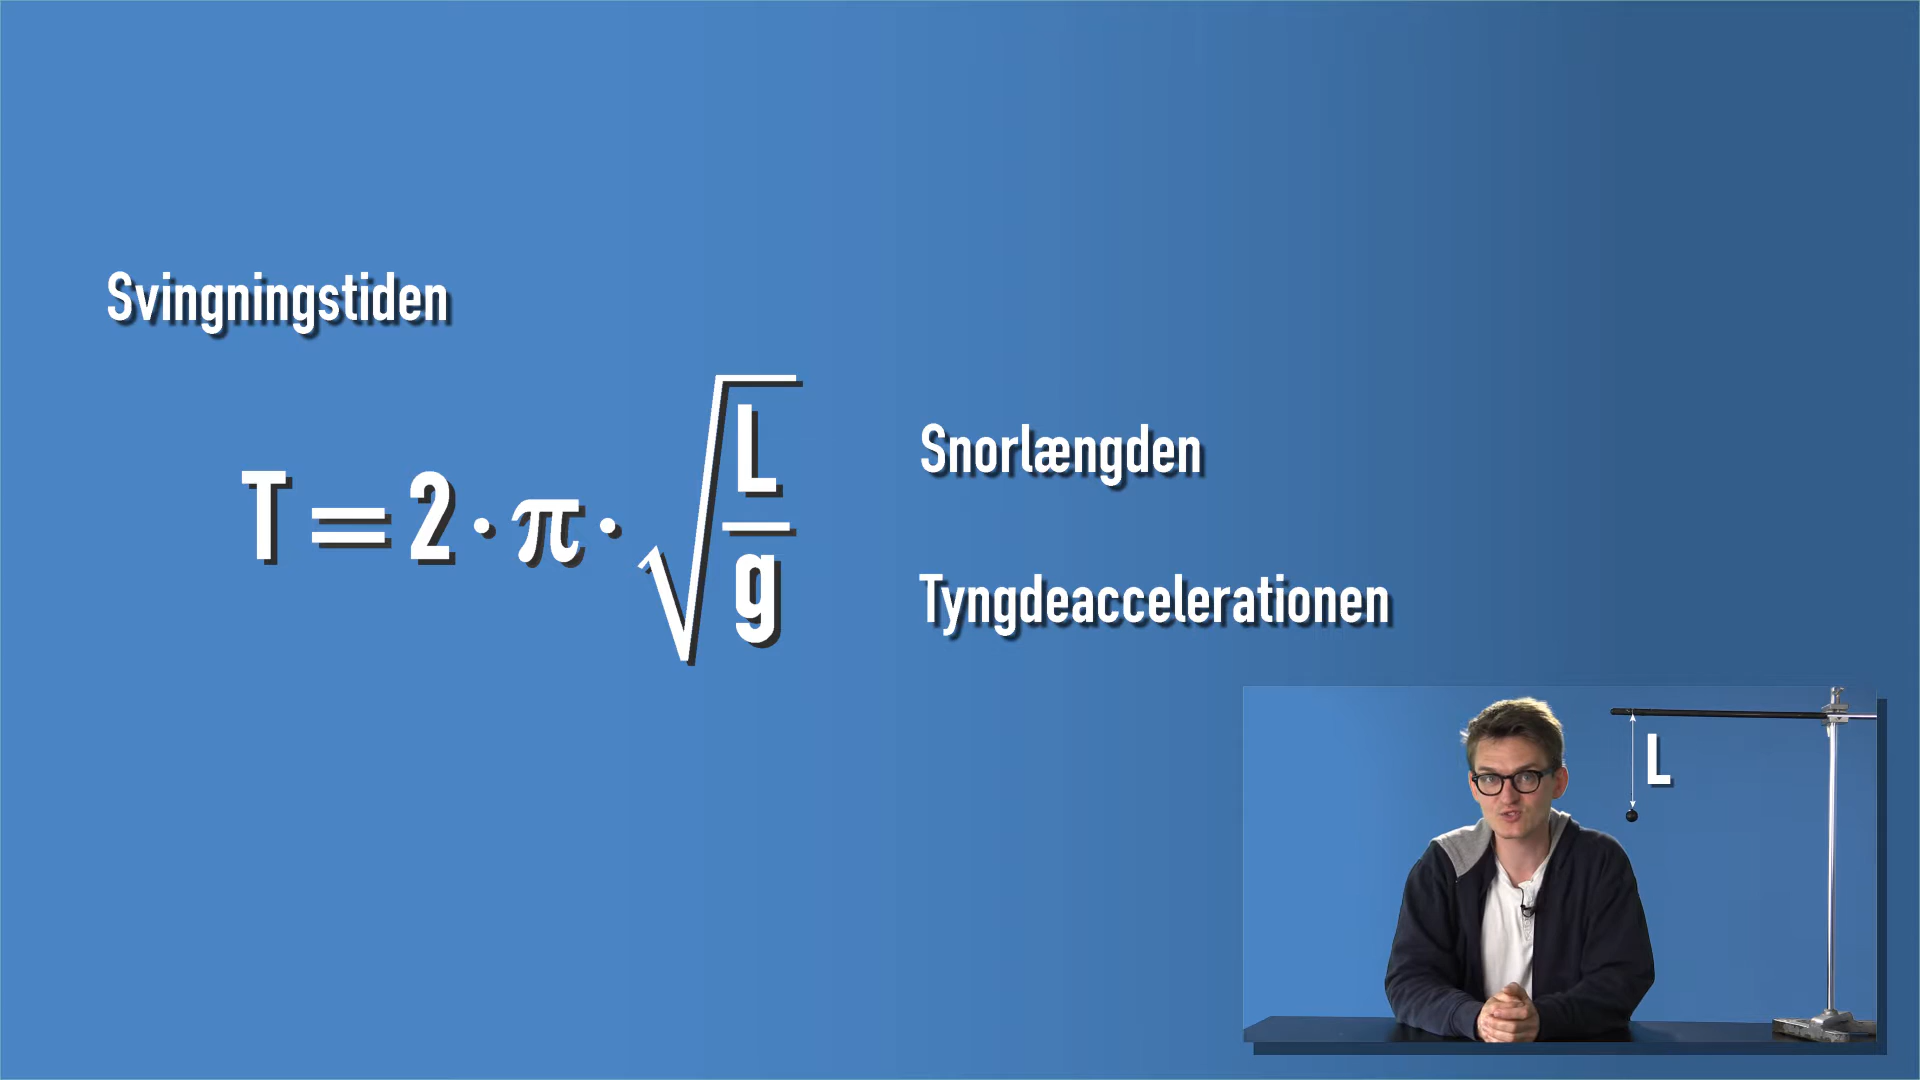 Svingningstiden
T = 2 · π · √(L/g)
Snorlængden
Tyngdeaccelerationen
L